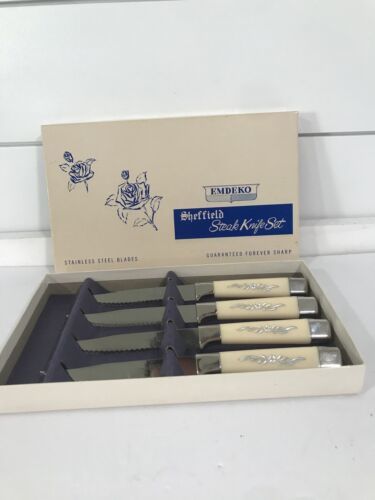 EMDEKO
Sheffield
Steak Knife Set
STAINLESS STEEL BLADES
GUARANTEED FOREVER SHARP